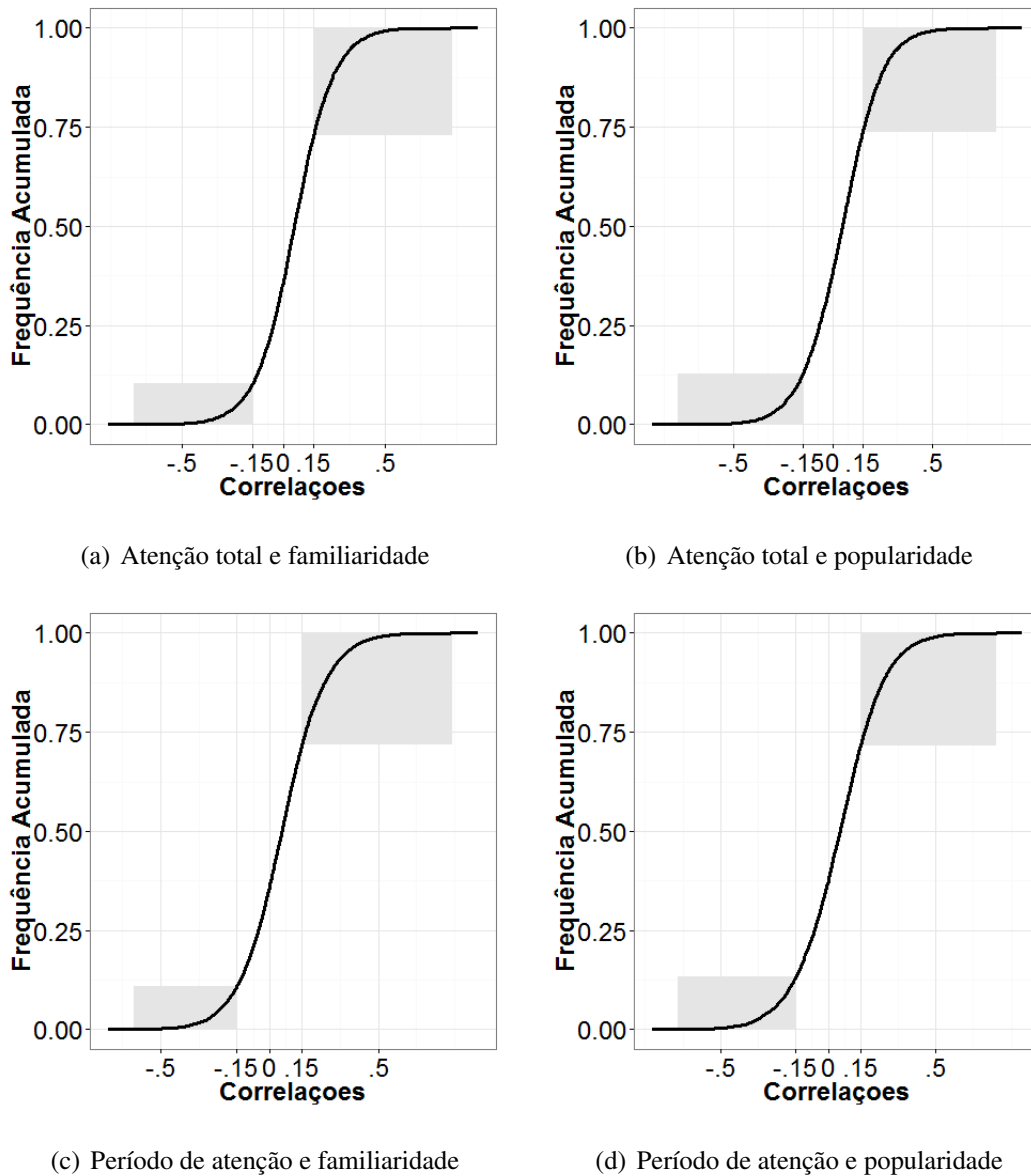 1.00
0.75
0.50
0.25
0.00
Frequência Acumulada
-.5 -.15 0 .15 .5
Correlaçoes
(a) Atenção total e familiaridade
1.00
0.75
0.50
0.25
0.00
Frequência Acumulada
-.5 -.15 0 .15 .5
Correlaçoes
(b) Atenção total e popularidade
1.00
0.75
0.50
0.25
0.00
Frequência Acumulada
-.5 -.15 0 .15 .5
Correlaçoes
(c) Período de atenção e familiaridade
1.00
0.75
0.50
0.25
0.00
Frequência Acumulada
-.5 -.15 0 .15 .5
Correlaçoes
(d) Período de atenção e popularidade